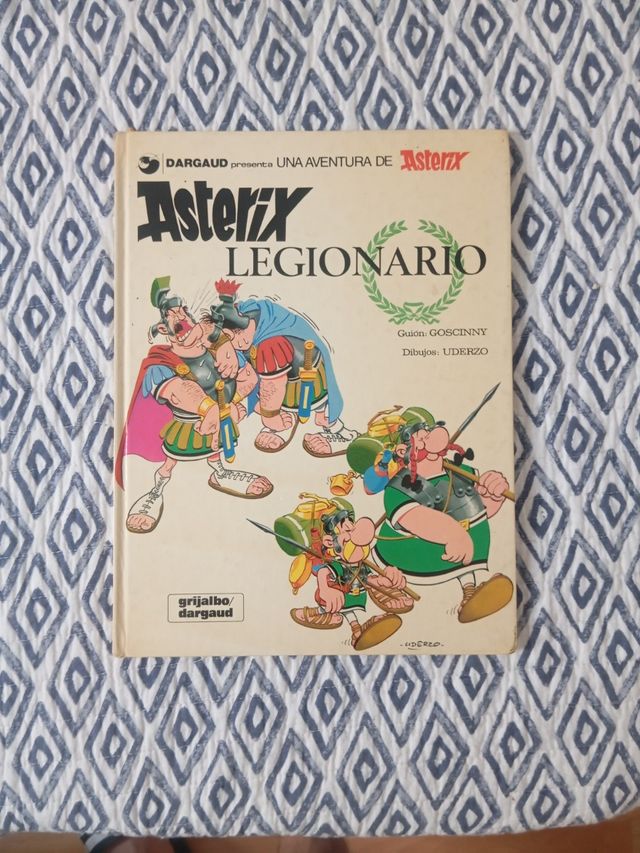 DARGAUD presenta UNA AVENTURA DE Asterix
Asterix
LEGIONARIO
Guión: GOSCINNY
Dibujos: UDERZO
grijalbo/
dargaud
-UDERZO-